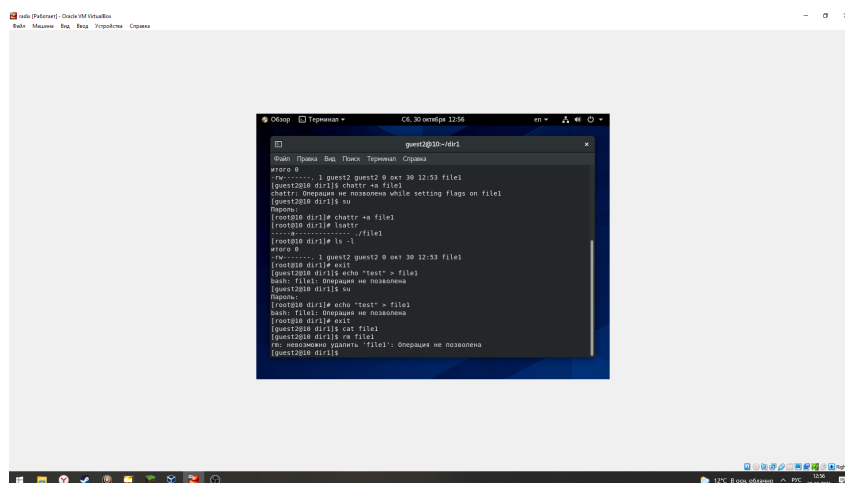 radix [Работает] - Oracle VM VirtualBox
Файл Машина Вид Ввод Устройства Справка
Обзор Терминал Сб, 30 октября 12:56 en
guest2@10:~/dir1
Файл Правка Вид Поиск Терминал Справка
итого 0
-rw-------. 1 guest2 guest2 0 окт 30 12:53 file1
[guest2@10 dir1]$ chattr +a file1
chattr: Операция не позволена while setting flags on file1
[guest2@10 dir1]$ su
Пароль:
[root@10 dir1]# chattr +a file1
[root@10 dir1]# lsattr
-----a-------------- ./file1
[root@10 dir1]# ls -l
итого 0
-rw-------. 1 guest2 guest2 0 окт 30 12:53 file1
[root@10 dir1]# exit
[guest2@10 dir1]$ echo "test" > file1
bash: file1: Операция не позволена
[guest2@10 dir1]$ su
Пароль:
[root@10 dir1]# echo "test" > file1
bash: file1: Операция не позволена
[root@10 dir1]# exit
[guest2@10 dir1]$ cat file1
[guest2@10 dir1]$ rm file1
rm: невозможно удалить 'file1': Операция не позволена
[guest2@10 dir1]$
12°C В осн. облачно РУС 12:56